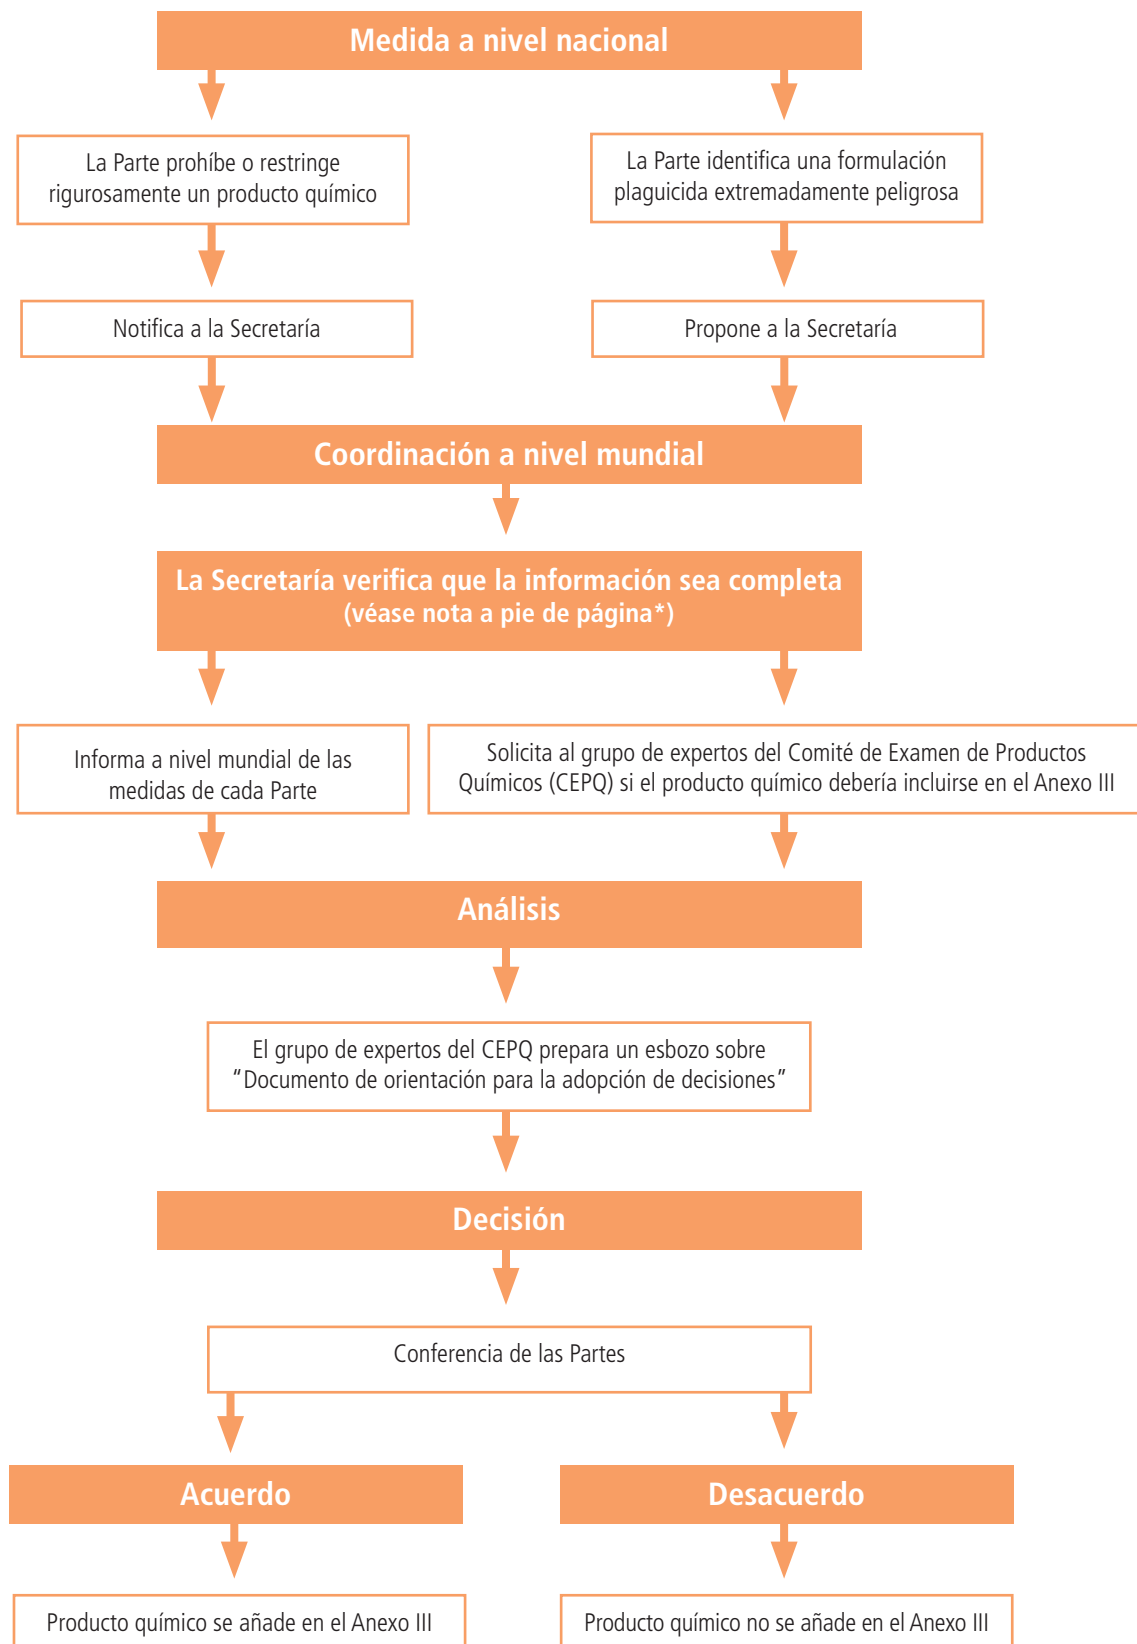 Medida a nivel nacional
La Parte prohíbe o restringe
rigurosamente un producto químico
La Parte identifica una formulación
plaguicida extremadamente peligrosa
Notifica a la Secretaría
Propone a la Secretaría
Coordinación a nivel mundial
La Secretaría verifica que la información sea completa
(véase nota a pie de página*)
Informa a nivel mundial de las
medidas de cada Parte
Solicita al grupo de expertos del Comité de Examen de Productos
Químicos (CEPQ) si el producto químico debería incluirse en el Anexo III
Análisis
El grupo de expertos del CEPQ prepara un esbozo sobre
“Documento de orientación para la adopción de decisiones”
Decisión
Conferencia de las Partes
Acuerdo
Desacuerdo
Producto químico se añade en el Anexo III
Producto químico no se añade en el Anexo III